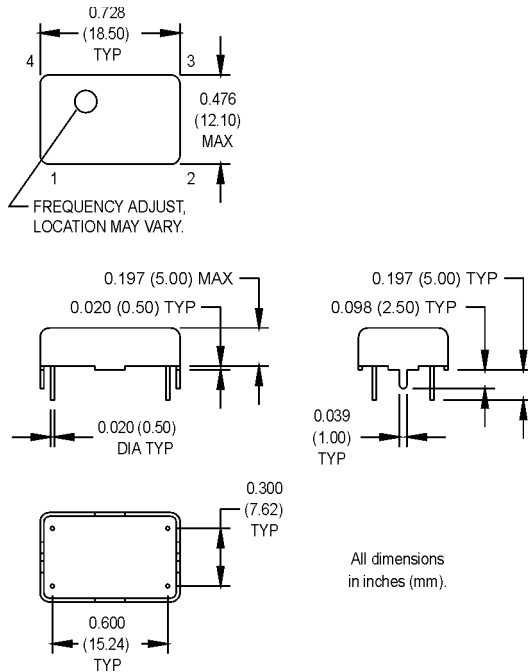 0.728
(18.50)
TYP
4
3
0.476
(12.10)
MAX
1
2
FREQUENCY ADJUST,
LOCATION MAY VARY.
0.197 (5.00) MAX
0.020 (0.50) TYP
0.020 (0.50)
DIA TYP
0.197 (5.00) TYP
0.098 (2.50) TYP
0.039
(1.00)
TYP
0.300
(7.62)
TYP
0.600
(15.24)
TYP
All dimensions
in inches (mm).